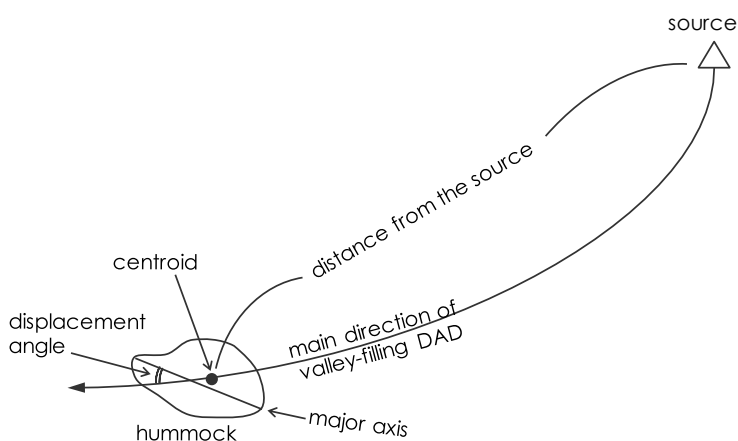 source
distance from the source
centroid
displacement
angle
main direction of
valley-filling DAD
major axis
hummock